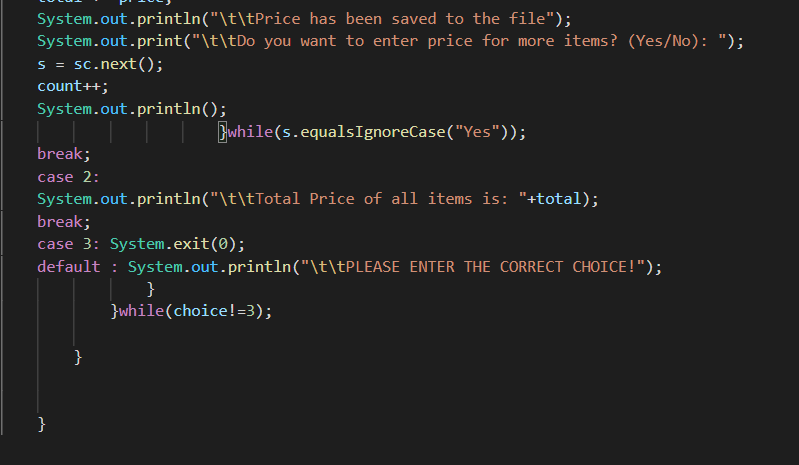 total += price;
System.out.println("\t\tPrice has been saved to the file");
System.out.print("\t\tDo you want to enter price for more items? (Yes/No): ");
s = sc.next();
count++;
System.out.println();
}while(s.equalsIgnoreCase("Yes"));
break;
case 2:
System.out.println("\t\tTotal Price of all items is: "+total);
break;
case 3: System.exit(0);
default : System.out.println("\t\tPLEASE ENTER THE CORRECT CHOICE!");
}
}while(choice!=3);
}
}